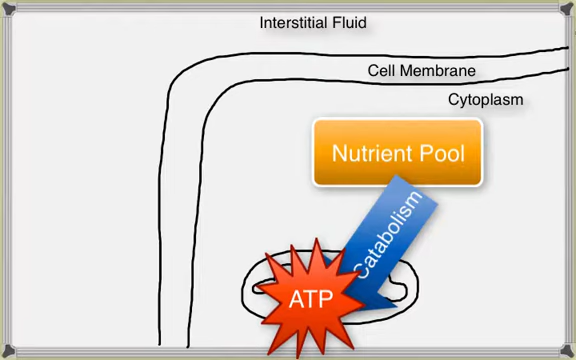 Interstitial Fluid
Cell Membrane
Cytoplasm
Nutrient Pool
Catabolism
ATP